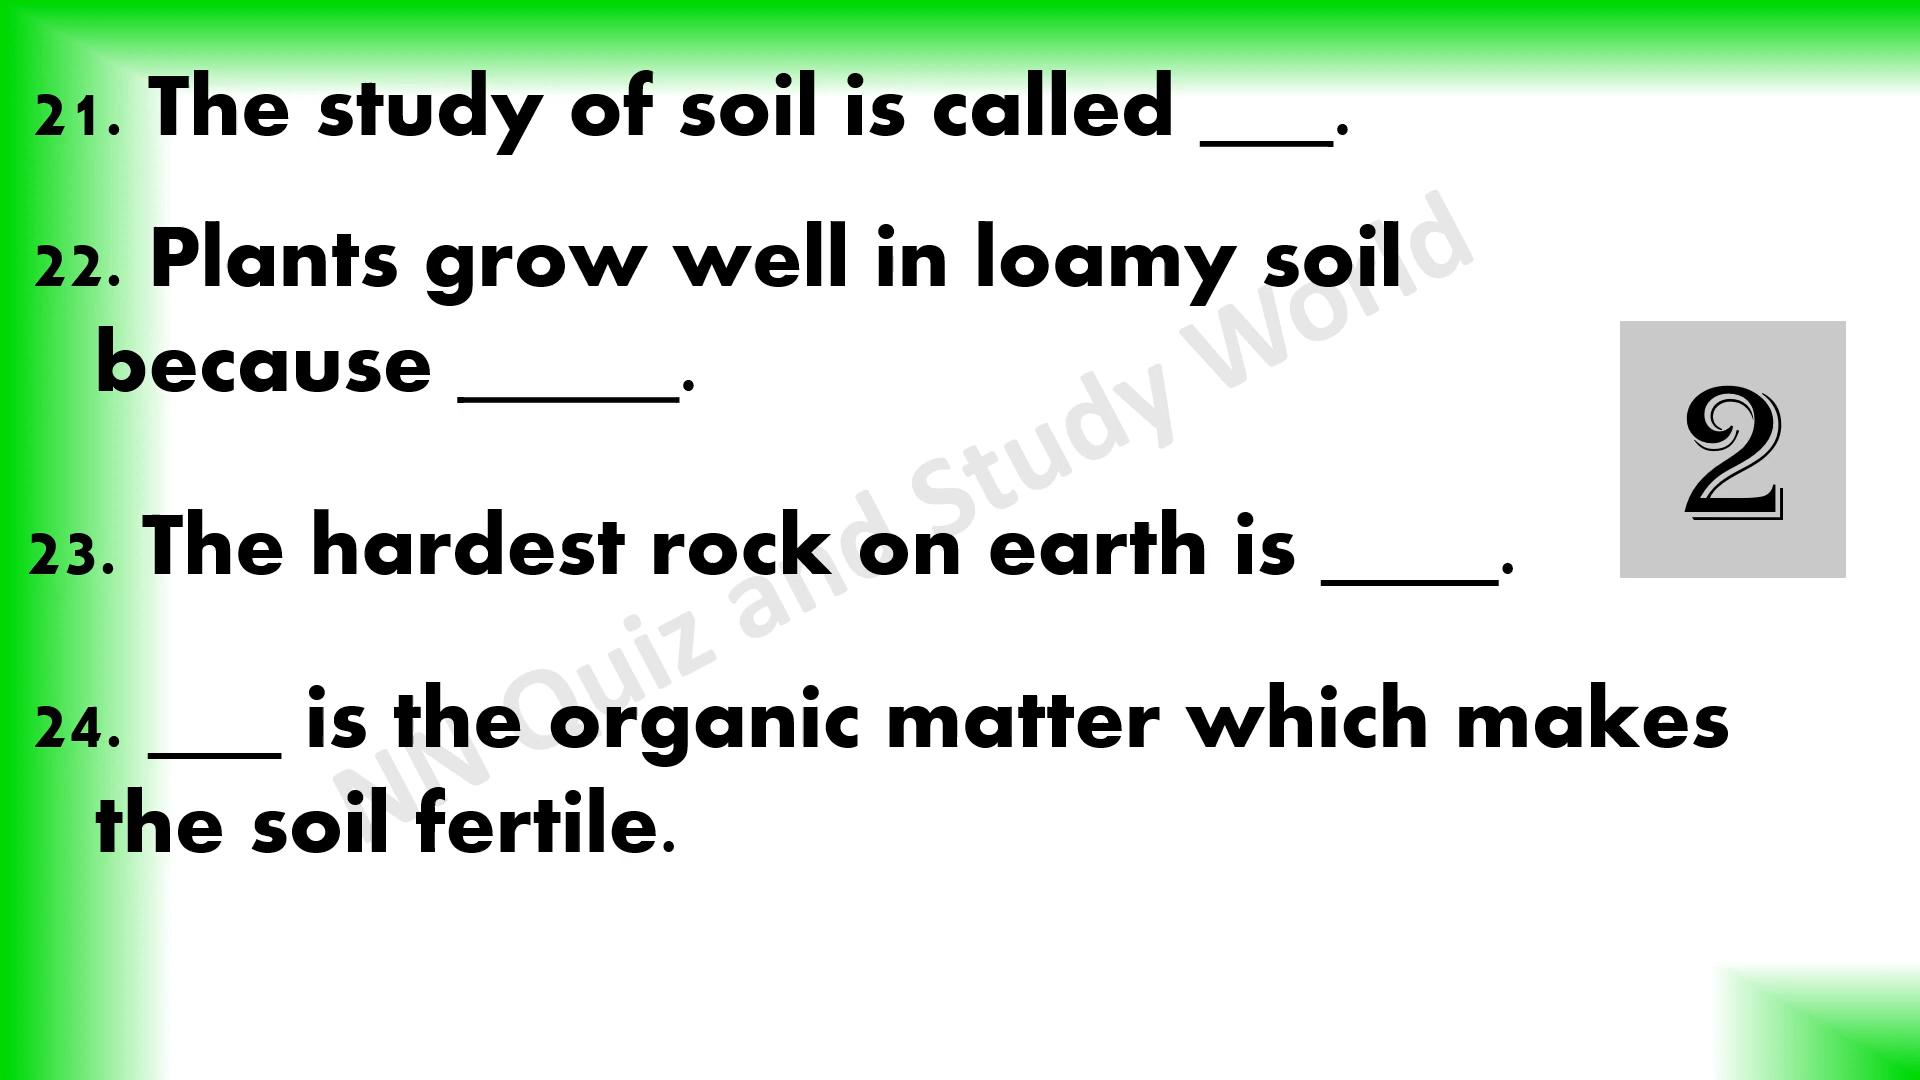 21. The study of soil is called ___.
22. Plants grow well in loamy soil
because _____.
23. The hardest rock on earth is ____.
24. ___ is the organic matter which makes
the soil fertile.
2
NN Quiz and Study World